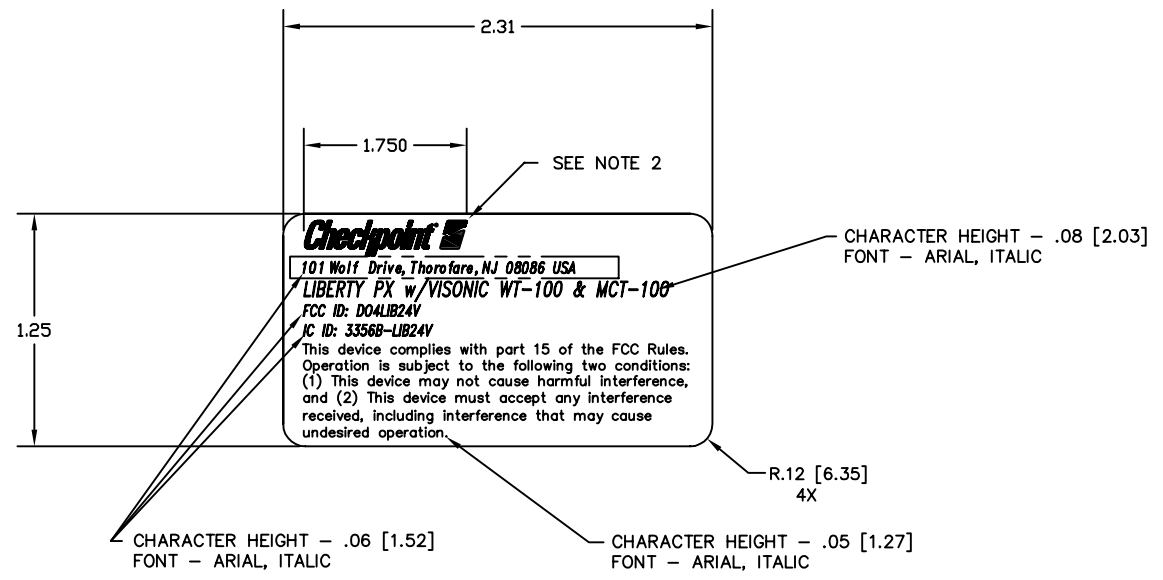 2.31
1.750
SEE NOTE 2
1.25
Checkpoint
101 Wolf Drive, Thorofare, NJ 08086 USA
LIBERTY PX w/VISONIC WT-100 & MCT-100
FCC ID: DO4LIB24V
IC ID: 3356B-LIB24V
This device complies with part 15 of the FCC Rules.
Operation is subject to the following two conditions:
(1) This device may not cause harmful interference,
and (2) This device must accept any interference
received, including interference that may cause
undesired operation.
CHARACTER HEIGHT - .08 [2.03]
FONT - ARIAL, ITALIC
R.12 [6.35]
4X
CHARACTER HEIGHT - .06 [1.52]
FONT - ARIAL, ITALIC
CHARACTER HEIGHT - .05 [1.27]
FONT - ARIAL, ITALIC